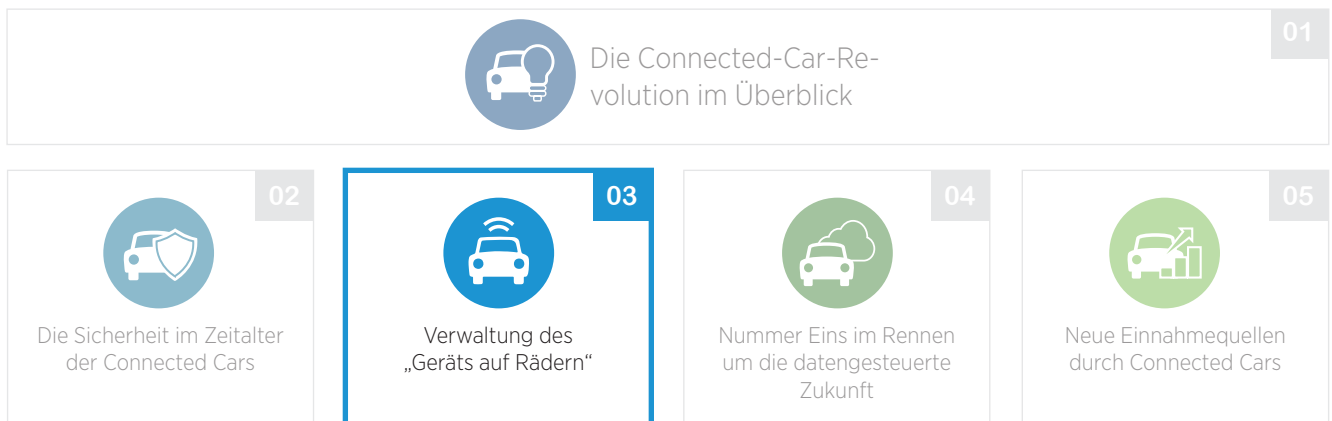 01
Die Connected-Car-Re-
volution im Überblick
02
Die Sicherheit im Zeitalter
der Connected Cars
03
Verwaltung des
„Geräts auf Rädern“
04
Nummer Eins im Rennen
um die datengesteuerte
Zukunft
05
Neue Einnahmequellen
durch Connected Cars